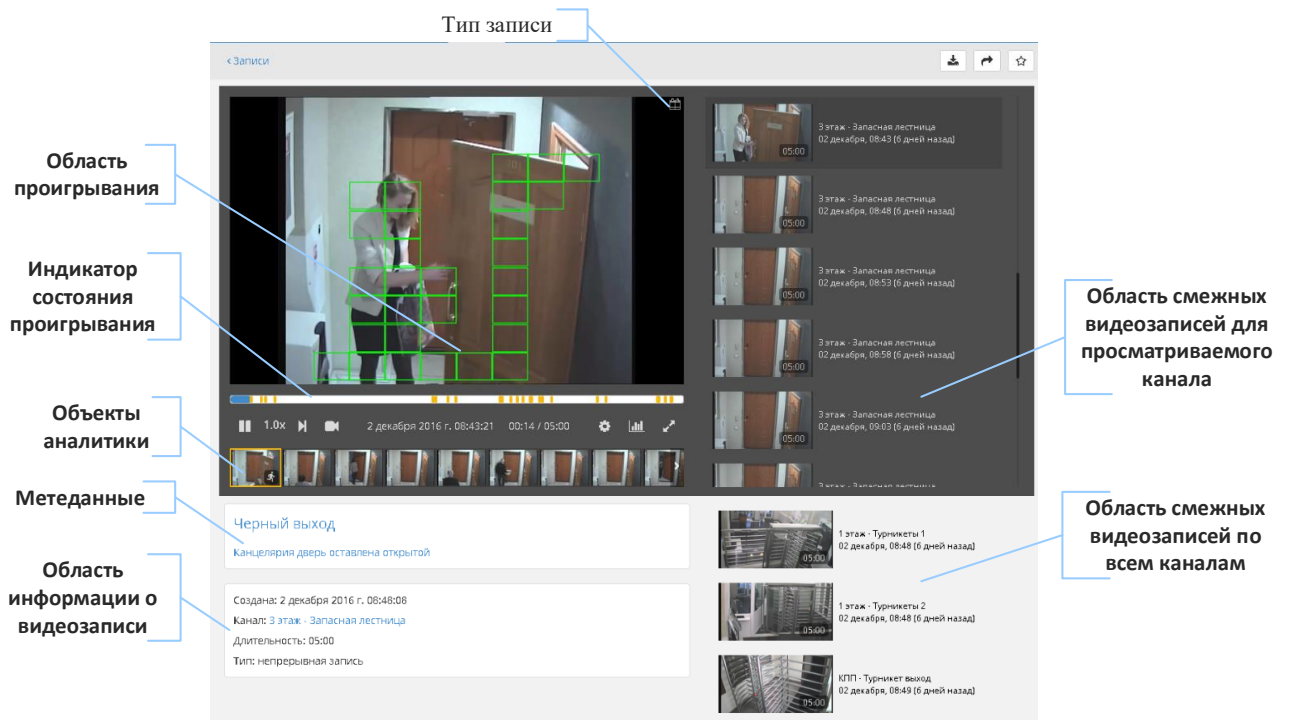 Тип записи
Записи
Область
проигрывания
Индикатор
состояния
проигрывания
Объекты
аналитики
Метеданные
Область
информации о
видеозаписи
1.0x
2 декабря 2016 г. 08:43:21
00:14 / 05:00
Черный выход
Канцелярия дверь оставлена открытой
Создана: 2 декабря 2016 г. 08:48:08
Канал: 3 этаж - Запасная лестница
Длительность: 05:00
Тип: непрерывная запись
05:00
3 этаж - Запасная лестница
02 декабря, 08:43 (6 дней назад)
05:00
3 этаж - Запасная лестница
02 декабря, 08:48 (6 дней назад)
05:00
3 этаж - Запасная лестница
02 декабря, 08:53 (6 дней назад)
05:00
3 этаж - Запасная лестница
02 декабря, 08:58 (6 дней назад)
05:00
3 этаж - Запасная лестница
02 декабря, 09:03 (6 дней назад)
3 этаж - Запасная лестница
05:00
1 этаж - Турникеты 1
02 декабря, 08:48 (6 дней назад)
05:00
1 этаж - Турникеты 2
02 декабря, 08:48 (6 дней назад)
05:00
КПП - Турникет выход
02 декабря, 08:49 (6 дней назад)
Область смежных
видеозаписей для
просматриваемого
канала
Область смежных
видеозаписей по
всем каналам